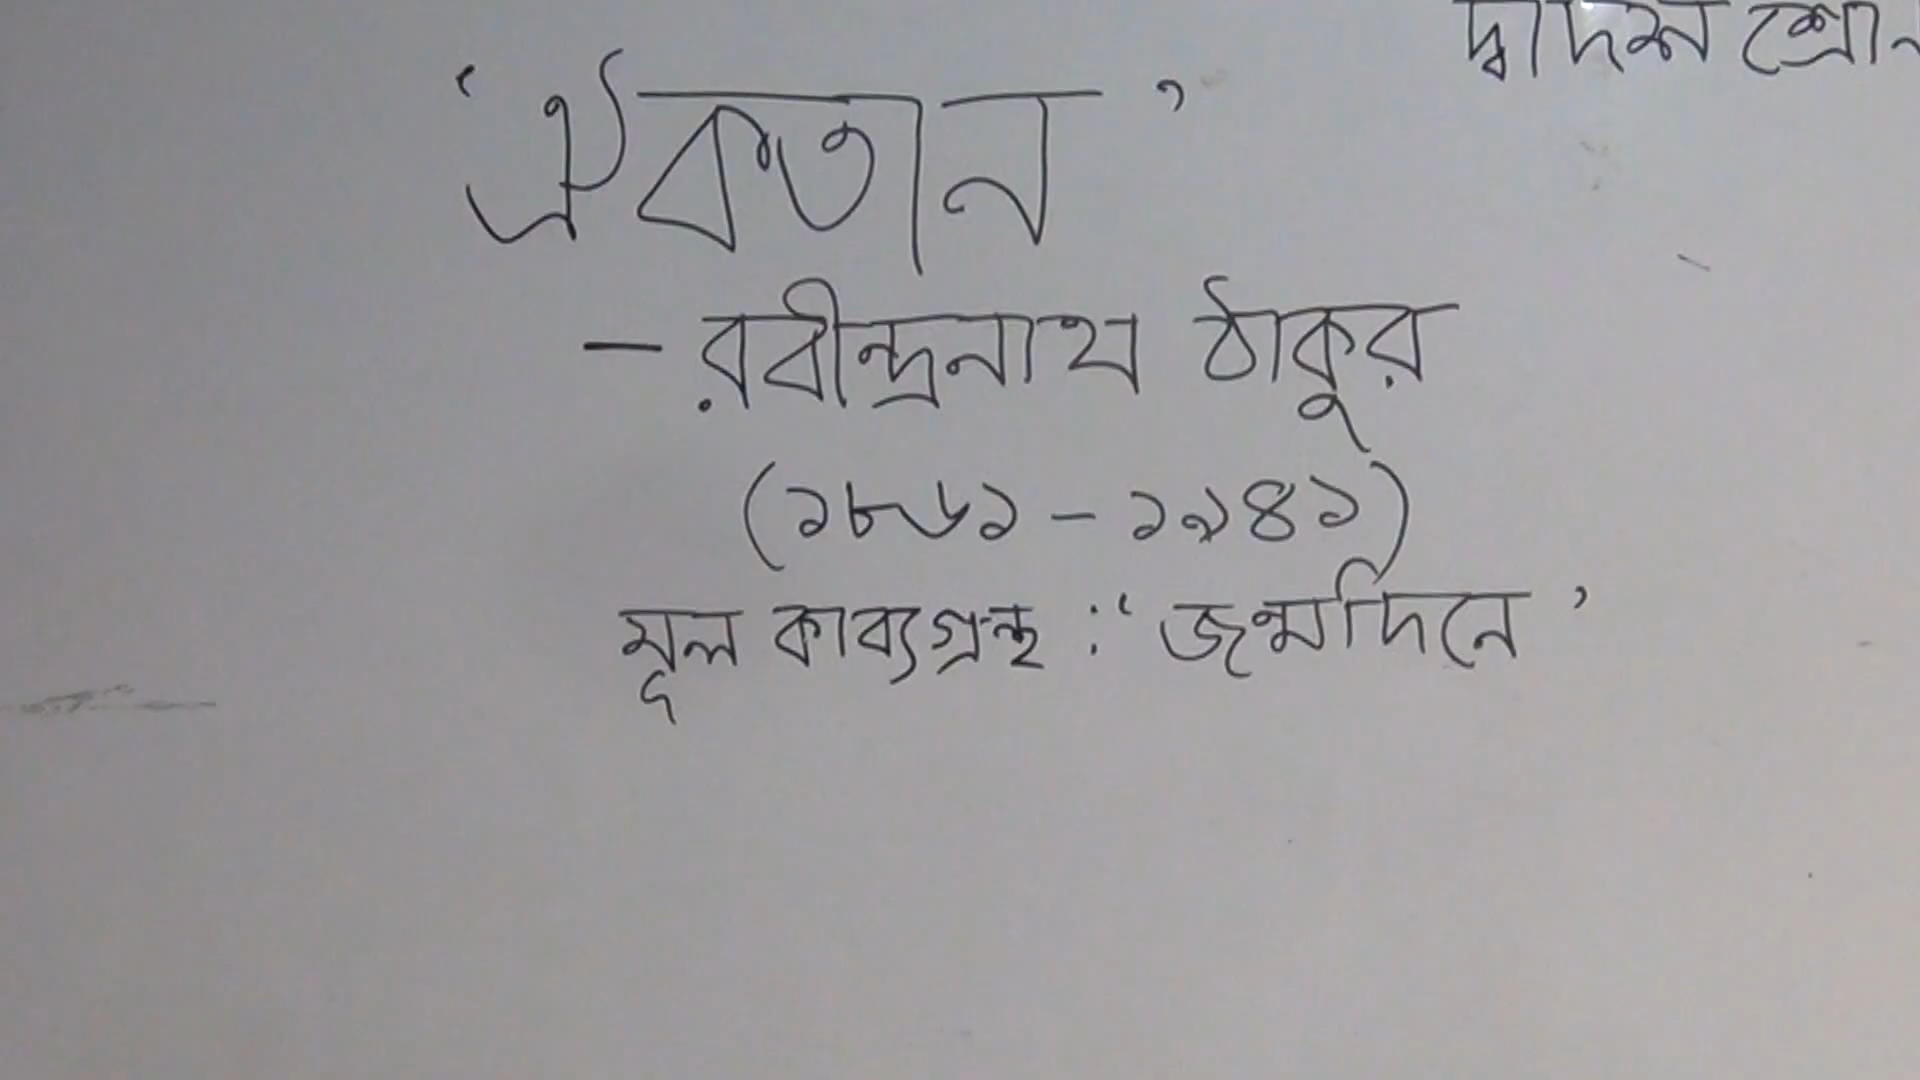 দ্বাদশ শ্রেণি
‘ঐকতান’
– রবীন্দ্রনাথ ঠাকুর
(১৮৬১ – ১৯৪১)
মূল কাব্যগ্রন্থ : ‘জন্মদিনে’